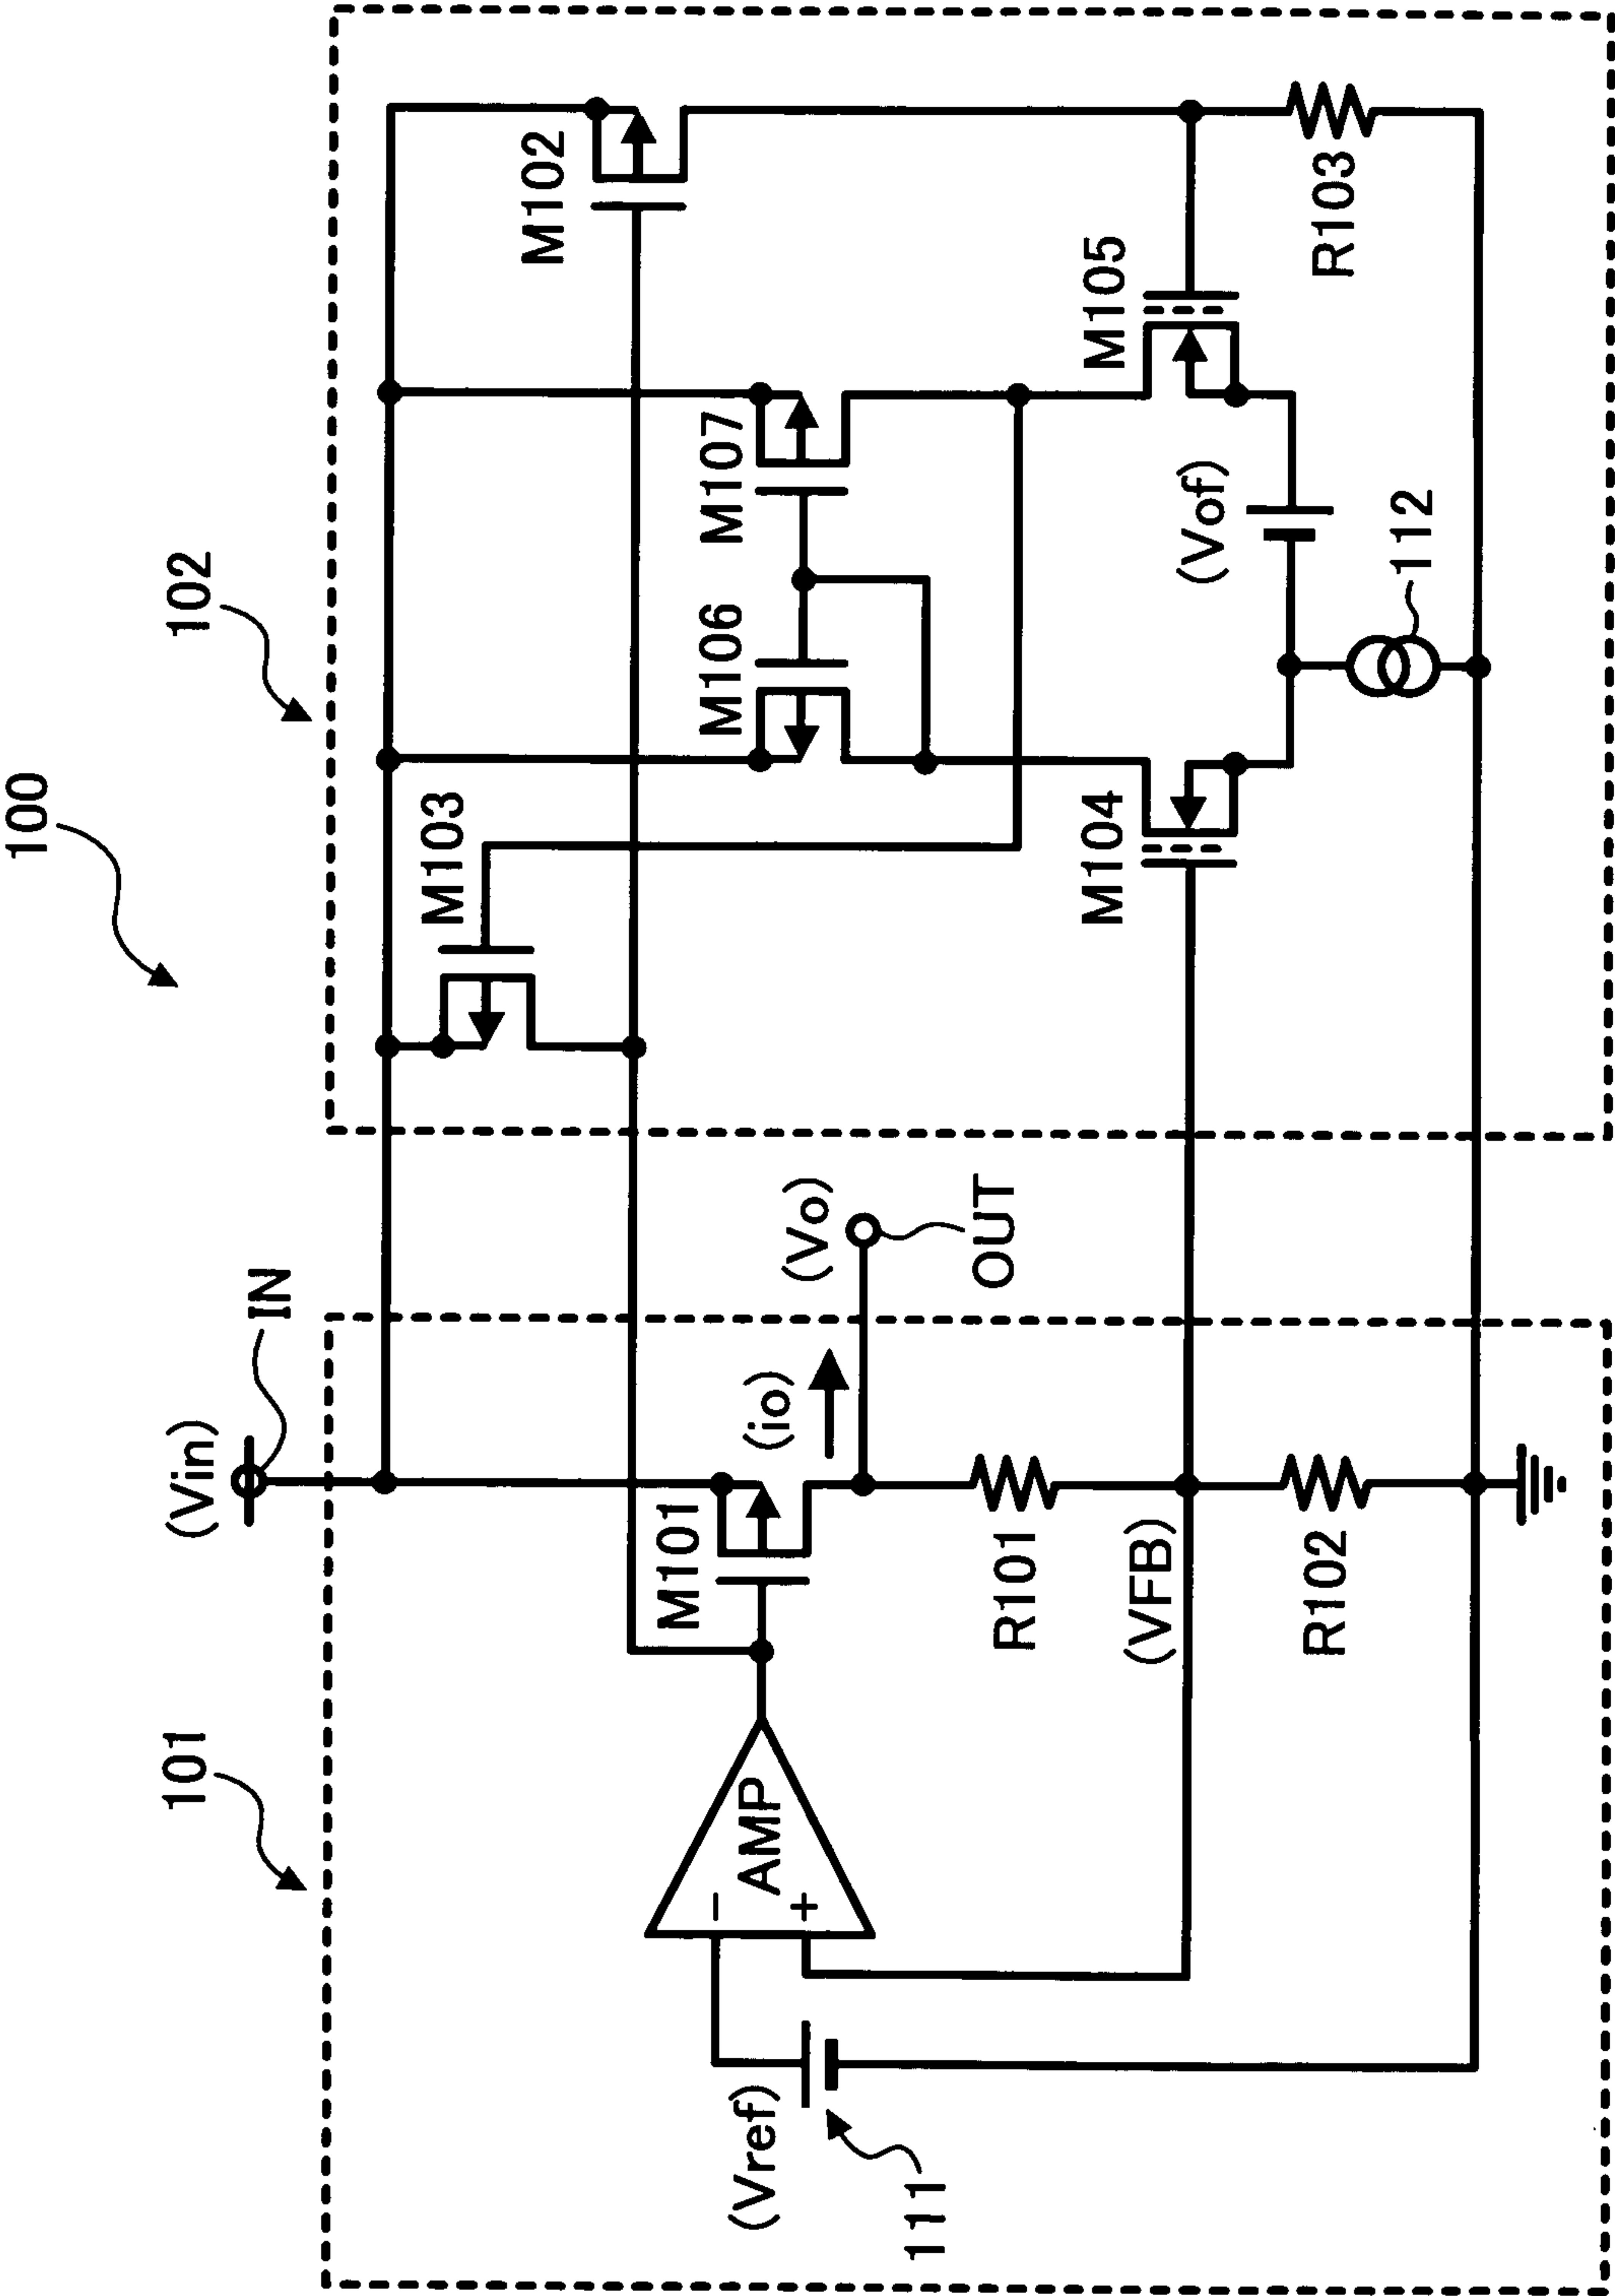 100
101
102
(Vin)
IN
M102
M103
M106
M107
M101
AMP
−
+
(io)
(Vo)
OUT
(Vref)
111
R101
(VFB)
R102
M104
M105
(Vof)
112
R103